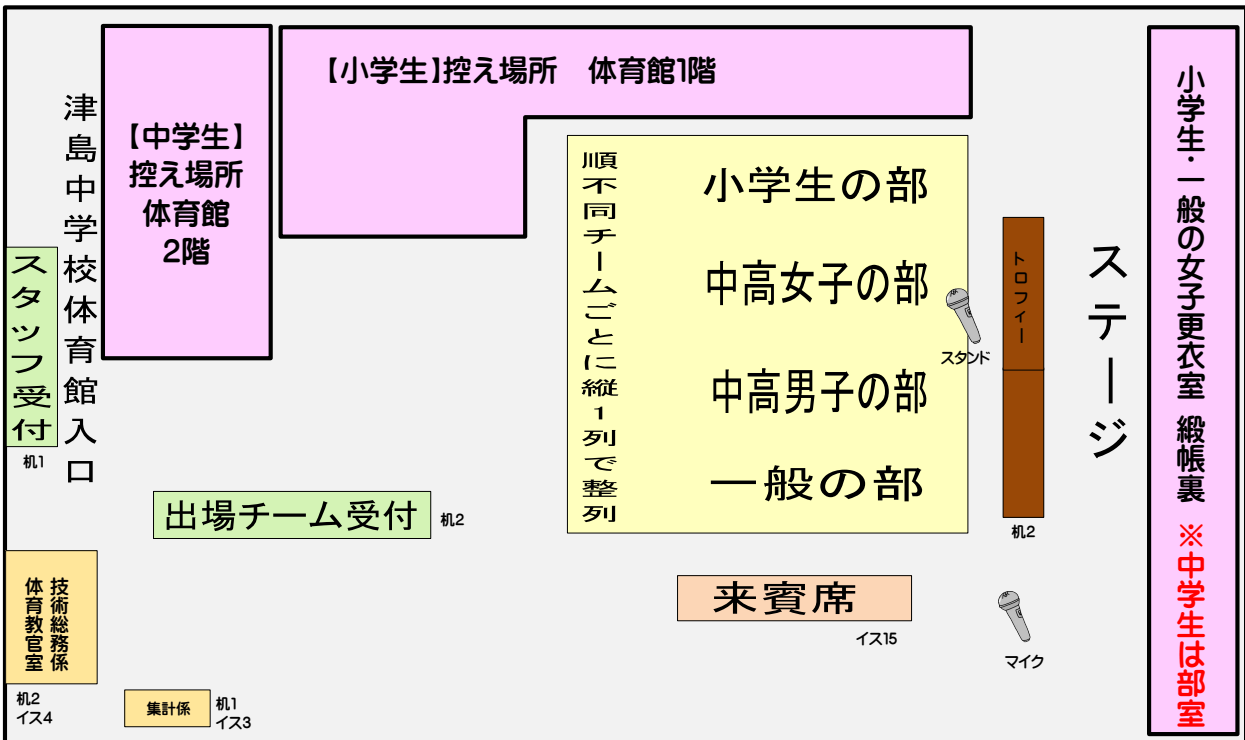 津島中学校体育館入口
スタッフ受付
机1
【中学生】
控え場所
体育館
2階
【小学生】控え場所　体育館1階
順不同チームごとに縦1列で整列
小学生の部
中高女子の部
中高男子の部
一般の部
スタンド
トロフィー
机2
ステージ
小学生・一般の女子更衣室 緞帳裏 ※中学生は部室
出場チーム受付
机2
来賓席
イス15
マイク
技術総務係
体育教官室
机2
イス4
集計係
机1
イス3